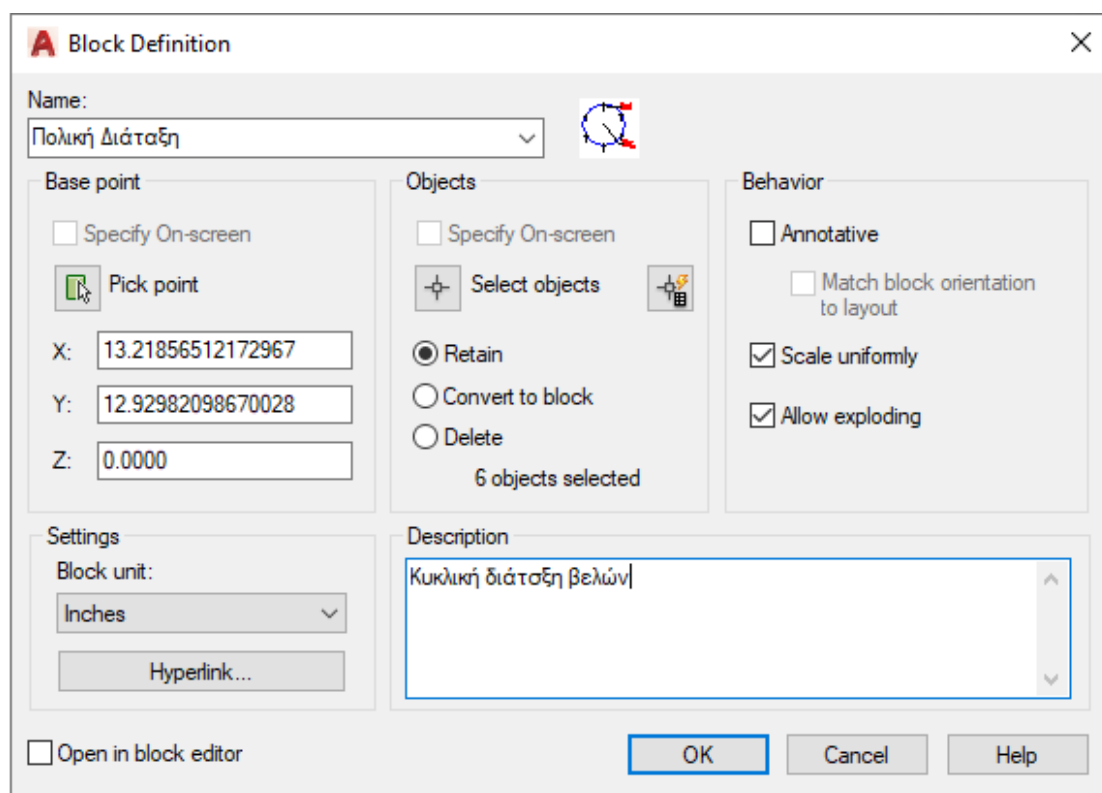 Block Definition
Name:
Πολική Διάταξη
Base point
Specify On-screen
Pick point
X: 13.21856512172967
Y: 12.92982098670028
Z: 0.0000
Objects
Specify On-screen
Select objects
Retain
Convert to block
Delete
6 objects selected
Behavior
Annotative
Match block orientation
to layout
Scale uniformly
Allow exploding
Settings
Block unit:
Inches
Hyperlink...
Description
Κυκλική διάτσξη βελών
Open in block editor
OK
Cancel
Help